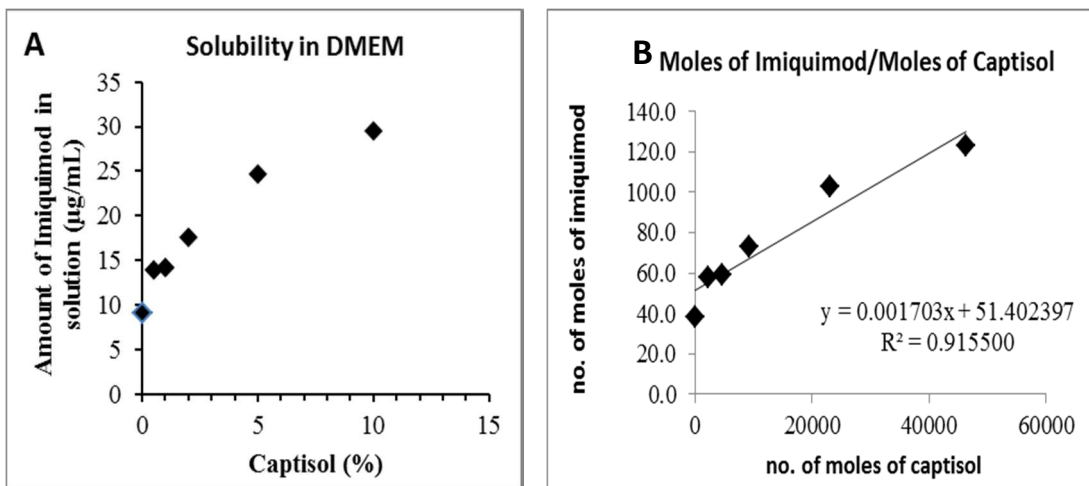 A
Solubility in DMEM
Amount of Imiquimod in
solution (µg/mL)
35
30
25
20
15
10
5
0
0 5 10 15
Captisol (%)
B Moles of Imiquimod/Moles of Captisol
no. of moles of imiquimod
140.0
120.0
100.0
80.0
60.0
40.0
20.0
0.0
y = 0.001703x + 51.402397
R² = 0.915500
0 20000 40000 60000
no. of moles of captisol